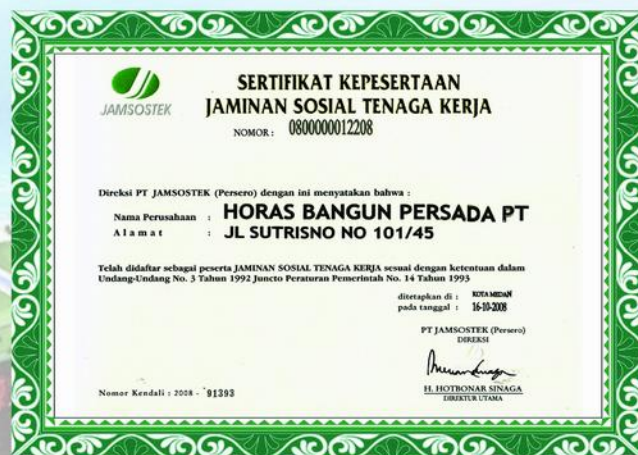 JAMSOSTEK
SERTIFIKAT KEPESERTAAN
JAMINAN SOSIAL TENAGA KERJA
NOMOR : 0800000012208
Direksi PT JAMSOSTEK (Persero) dengan ini menyatakan bahwa :
Nama Perusahaan : HORAS BANGUN PERSADA PT
Alamat : JL SUTRISNO NO 101/45
Telah didaftar sebagai peserta JAMINAN SOSIAL TENAGA KERJA sesuai dengan ketentuan dalam
Undang-Undang No. 3 Tahun 1992 Juncto Peraturan Pemerintah No. 14 Tahun 1993
ditetapkan di : KOTA MEDAN
pada tanggal : 16-10-2008
PT JAMSOSTEK (Persero)
DIREKSI
H. HOTBONAR SINAGA
DIREKTUR UTAMA
Nomor Kendali : 2008 - 91393